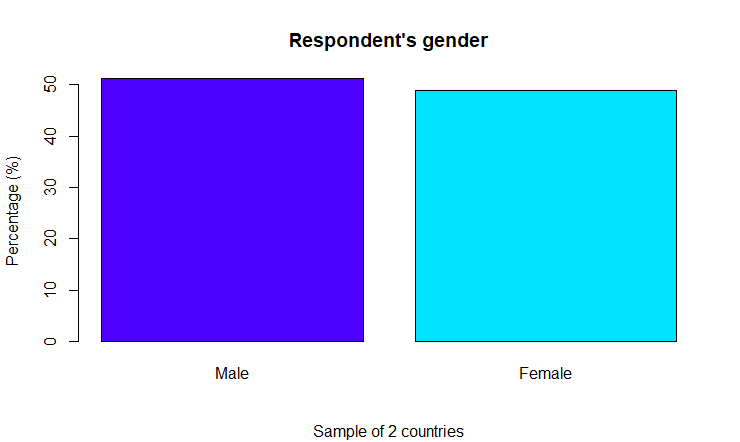 Respondent's gender
Percentage (%)
50
40
30
20
10
0
Male Female
Sample of 2 countries